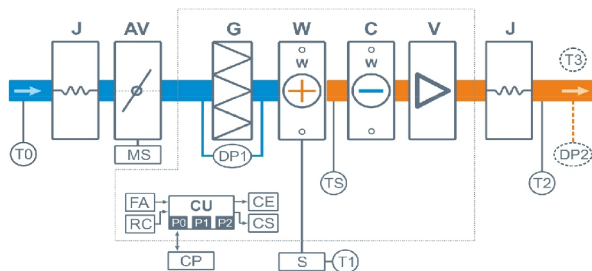 J AV G W C V J
w w
T3
T0
MS
DP1
TS
T2
DP2
FA CU CE
RC P0 P1 P2 CS
CP
S T1